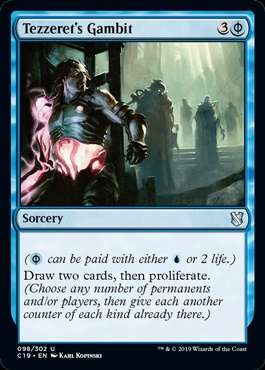 Tezzeret's Gambit 3
Sorcery
( can be paid with either or 2 life.)
Draw two cards, then proliferate.
(Choose any number of permanents
and/or players, then give each another
counter of each kind already there.)
098/302 U
C19 • EN Karl Kopinski
™ & © 2019 Wizards of the Coast